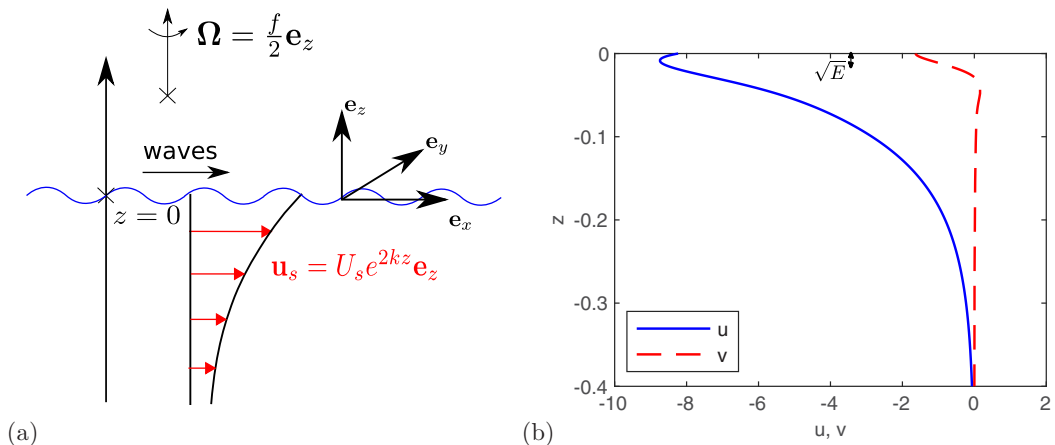 Ω = f/2 e_z
e_z
e_y
waves
z = 0
e_x
u_s = U_s e^{2kz} e_z
(a)
0
√E
-0.1
z
-0.2
-0.3
u
v
-0.4
-10 -8 -6 -4 -2 0 2
u, v
(b)